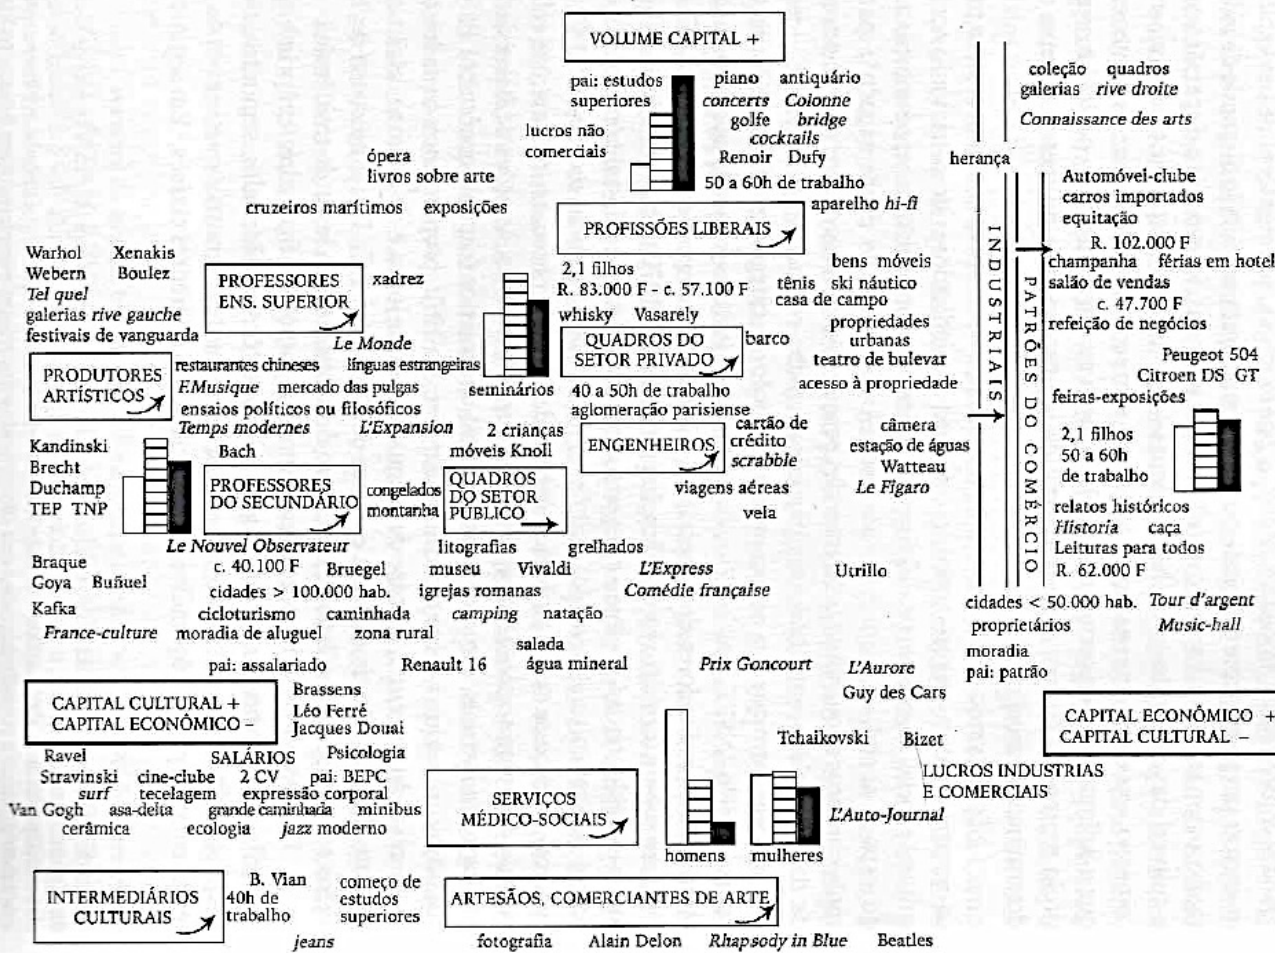 VOLUME CAPITAL +
pai: estudos
superiores
piano antiquário
concerts Colonne
golfe bridge
cocktails
Renoir Dufy
lucros não
comerciais
50 a 60h de trabalho
coleção quadros
galerias rive droite
Connaissance des arts
herança
ópera
livros sobre arte
cruzeiros marítimos exposições
aparelho hi-fi
PROFISSÕES LIBERAIS
Automóvel-clube
carros importados
equitação
R. 102.000 F
champanha férias em hotel
salão de vendas
c. 47.700 F
refeição de negócios
INDUSTRIAIS
PATRÕES DO COMÉRCIO
Warhol Xenakis
Webern Boulez
Tel quel
galerias rive gauche
festivais de vanguarda
PROFESSORES
ENS. SUPERIOR
xadrez
2,1 filhos
R. 83.000 F - c. 57.100 F
whisky Vasarely
bens móveis
tênis ski náutico
casa de campo
propriedades
urbanas
teatro de bulevar
acesso à propriedade
Le Monde
QUADROS DO
SETOR PRIVADO
barco
PRODUTORES
ARTÍSTICOS
restaurantes chineses línguas estrangeiras
F.Musique mercado das pulgas
ensaios políticos ou filosóficos
Temps modernes L'Expansion
seminários
40 a 50h de trabalho
aglomeração parisiense
Peugeot 504
Citroen DS GT
feiras-exposições
2 crianças
móveis Knoll
ENGENHEIROS
cartão de
crédito
scrabble
câmera
estação de águas
Watteau
Le Figaro
2,1 filhos
50 a 60h
de trabalho
Kandinski
Brecht
Duchamp
TEP TNP
Bach
PROFESSORES
DO SECUNDÁRIO
congelados
montanha
QUADROS
DO SETOR
PÚBLICO
viagens aéreas
vela
relatos históricos
Historia caça
Leituras para todos
R. 62.000 F
Le Nouvel Observateur
litografias grelhados
Braque
Goya Buñuel
Kafka
c. 40.100 F Bruegel museu Vivaldi L'Express
Utrillo
cidades > 100.000 hab. igrejas romanas Comédie française
cicloturismo caminhada camping natação
France-culture moradia de aluguel zona rural
salada
pai: assalariado Renault 16 água mineral
Prix Goncourt L'Aurore
Guy des Cars
cidades < 50.000 hab. Tour d'argent
proprietários Music-hall
moradia
pai: patrão
CAPITAL CULTURAL +
CAPITAL ECONÔMICO –
Brassens
Léo Ferré
Jacques Douai
CAPITAL ECONÔMICO +
CAPITAL CULTURAL –
Tchaikovski Bizet
LUCROS INDUSTRIAS
E COMERCIAIS
Ravel SALÁRIOS Psicologia
Stravinski cine-clube 2 CV pai: BEPC
surf tecelagem expressão corporal
Van Gogh asa-delta grande caminhada minibus
cerâmica ecologia jazz moderno
SERVIÇOS
MÉDICO-SOCIAIS
L'Auto-Journal
homens mulheres
INTERMEDIÁRIOS
CULTURAIS
B. Vian
40h de
trabalho
começo de
estudos
superiores
jeans
ARTESÃOS, COMERCIANTES DE ARTE
fotografia Alain Delon Rhapsody in Blue Beatles